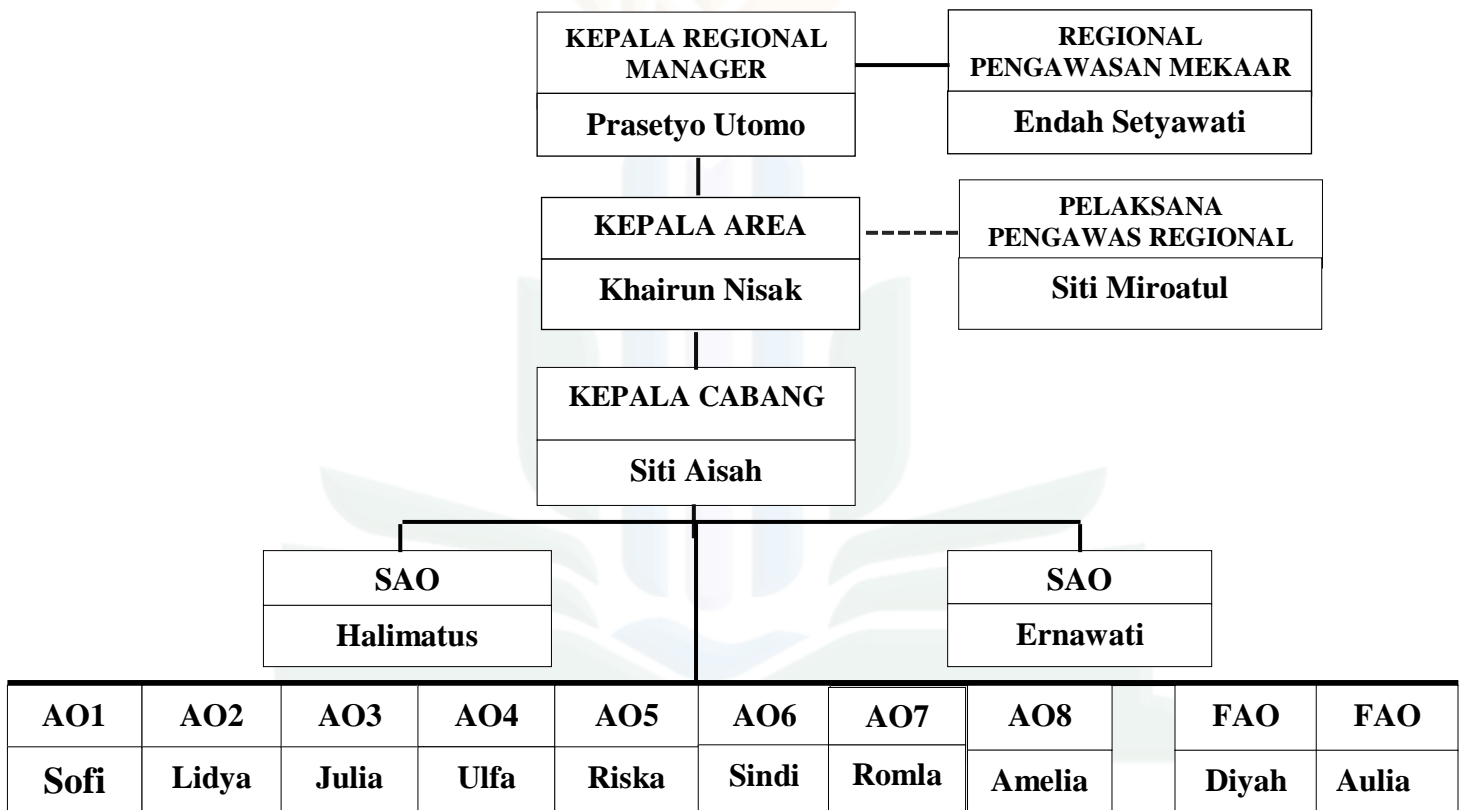 KEPALA REGIONAL
MANAGER
Prasetyo Utomo
REGIONAL
PENGAWASAN MEKAAR
Endah Setyawati
KEPALA AREA
Khairun Nisak
PELAKSANA
PENGAWAS REGIONAL
Siti Miroatul
KEPALA CABANG
Siti Aisah
SAO
Halimatus
SAO
Ernawati
AO1 AO2 AO3 AO4 AO5 AO6 AO7 AO8 FAO FAO
Sofi Lidya Julia Ulfa Riska Sindi Romla Amelia Diyah Aulia